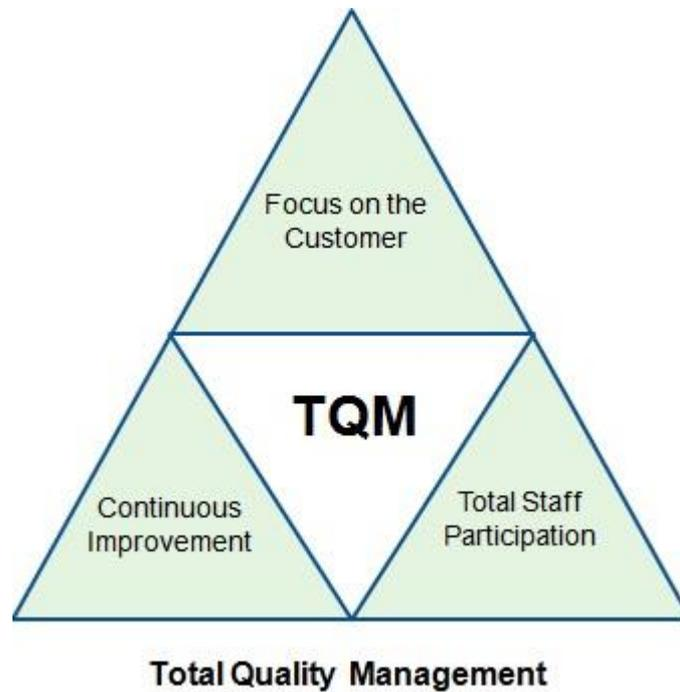 Focus on the
Customer
TQM
Continuous
Improvement
Total Staff
Participation
Total Quality Management